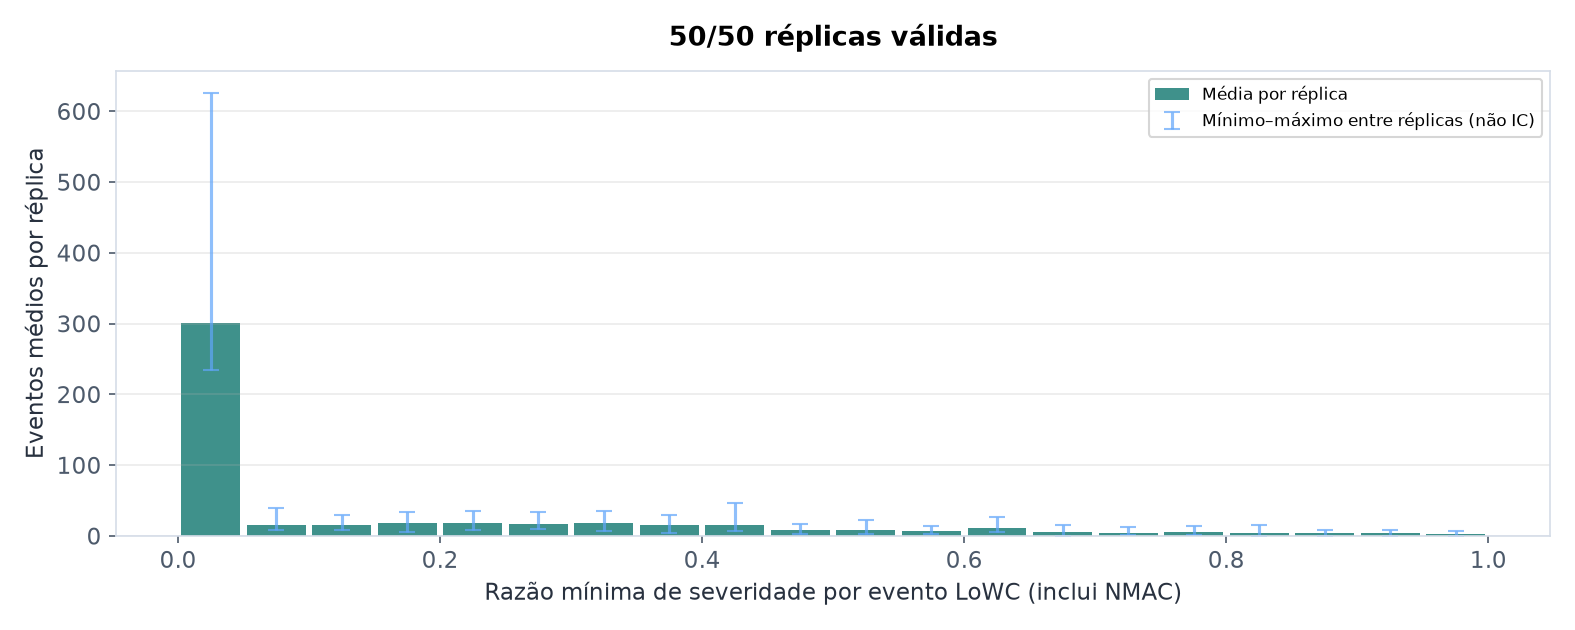 50/50 réplicas válidas
Média por réplica
Mínimo–máximo entre réplicas (não IC)
Eventos médios por réplica
600
500
400
300
200
100
0
0.0 0.2 0.4 0.6 0.8 1.0
Razão mínima de severidade por evento LoWC (inclui NMAC)